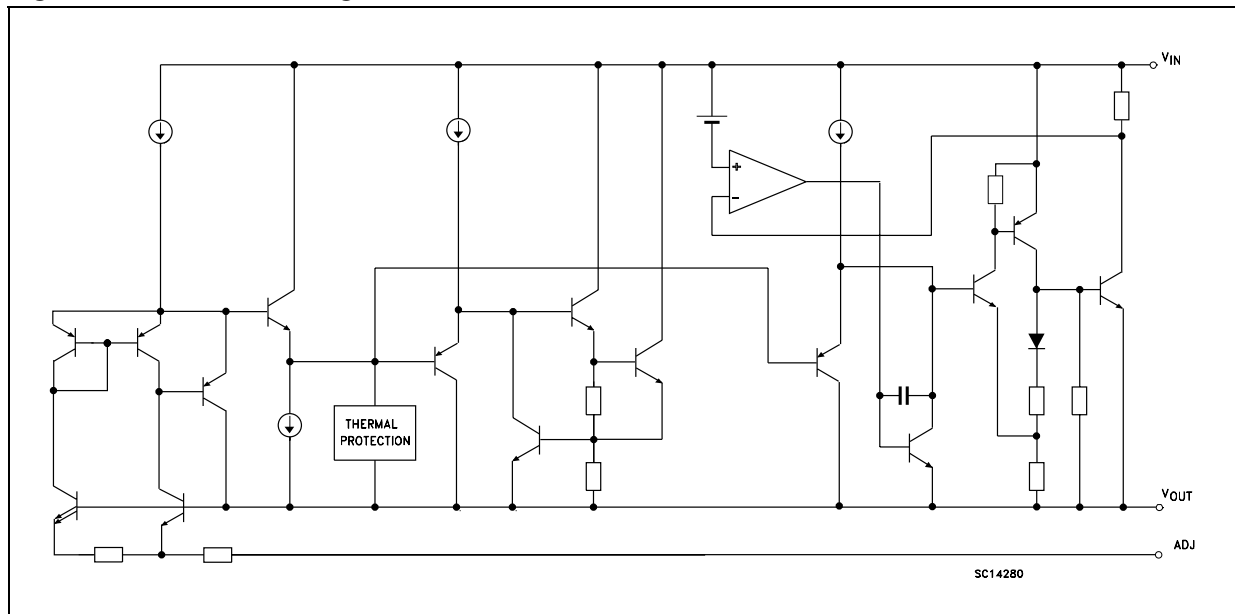 VIN
+
-
THERMAL
PROTECTION
VOUT
ADJ
SC14280